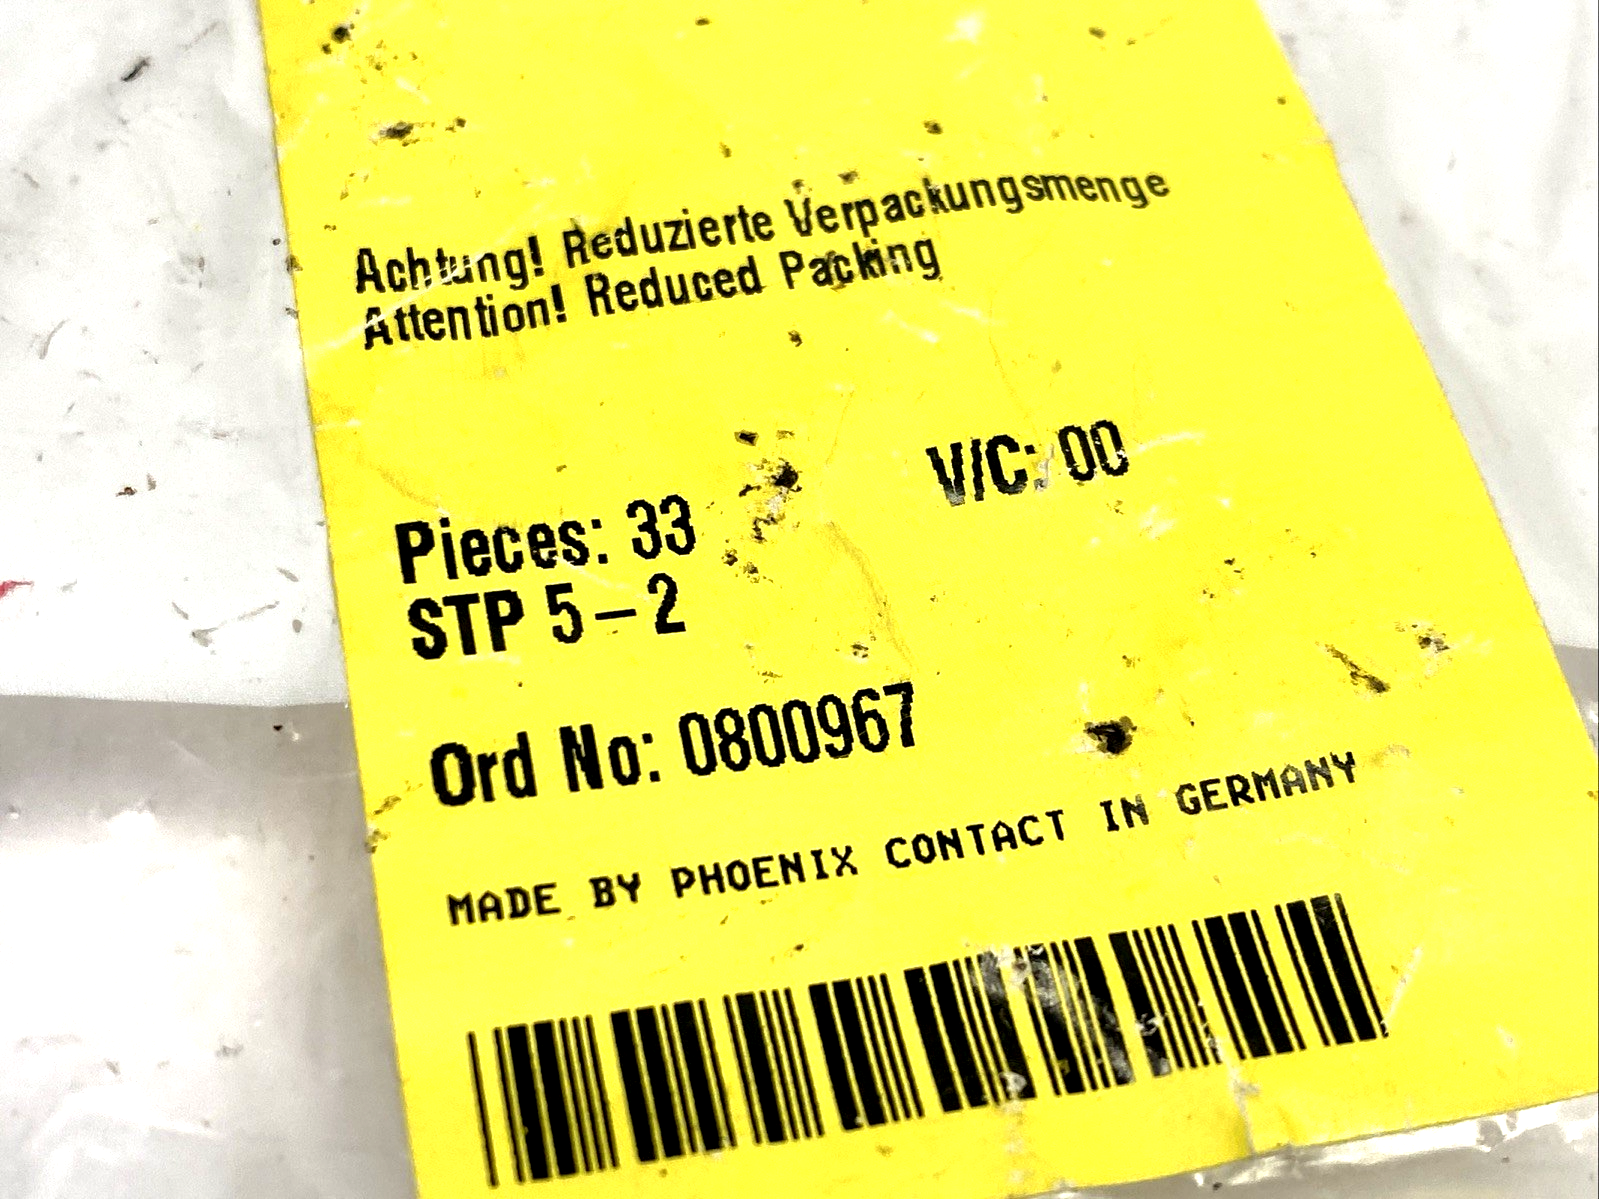 Achtung! Reduzierte Verpackungsmenge
Attention! Reduced Packing
V/C: 00
Pieces: 33
STP 5-2
Ord No: 0800967
MADE BY PHOENIX CONTACT IN GERMANY